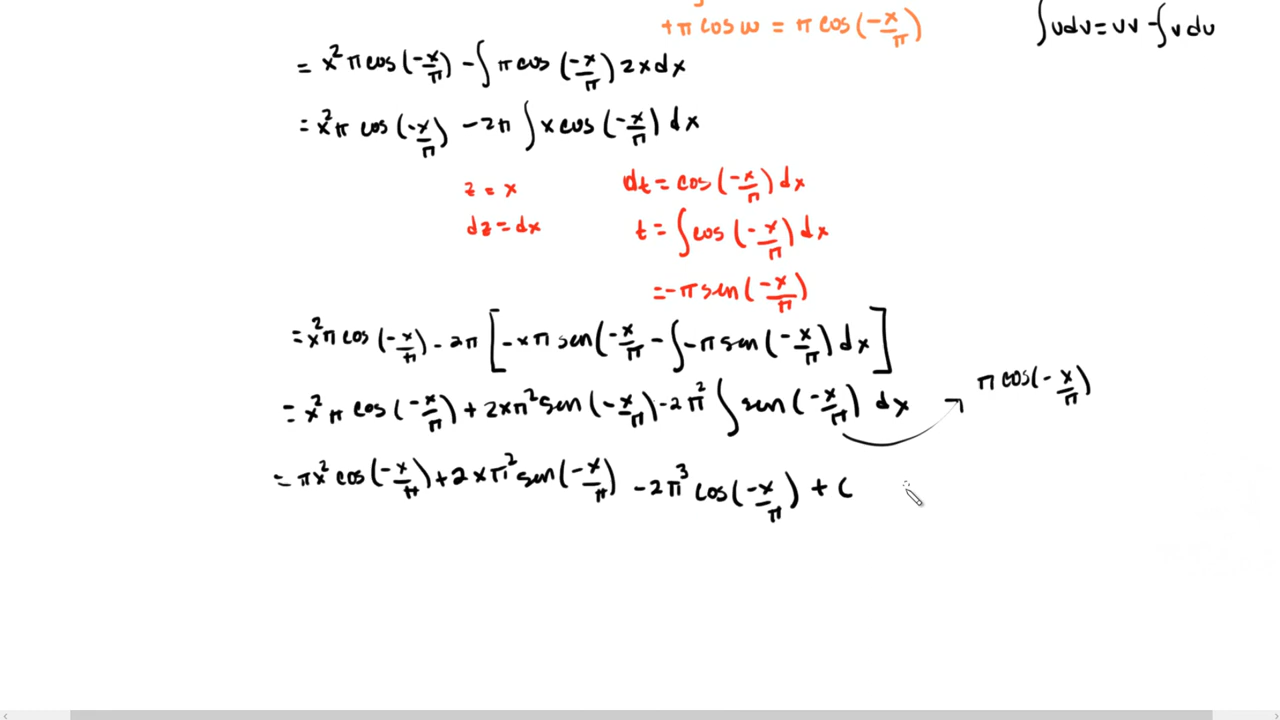 +π cos w = π cos(-x/π)
∫udv=uv-∫vdu
= x²π cos(-x/π) - ∫π cos(-x/π) 2x dx
= x²π cos(-x/π) - 2π ∫ x cos(-x/π) dx
z = x
dt = cos(-x/π) dx
dz = dx
t = ∫cos(-x/π) dx
= -π sen(-x/π)
= x²π cos(-x/π) - 2π [-xπ sen(-x/π - ∫-π sen(-x/π) dx]
π cos(-x/π)
= x²π cos(-x/π) + 2xπ² sen(-x/π) - 2π² ∫ sen(-x/π) dx
= πx² cos(-x/π) + 2xπ² sen(-x/π) - 2π³ cos(-x/π) + C